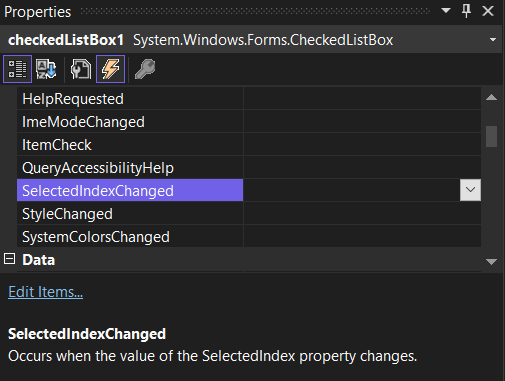 Properties
checkedListBox1 System.Windows.Forms.CheckedListBox
HelpRequested
ImeModeChanged
ItemCheck
QueryAccessibilityHelp
SelectedIndexChanged
StyleChanged
SystemColorsChanged
Data
Edit Items...
SelectedIndexChanged
Occurs when the value of the SelectedIndex property changes.